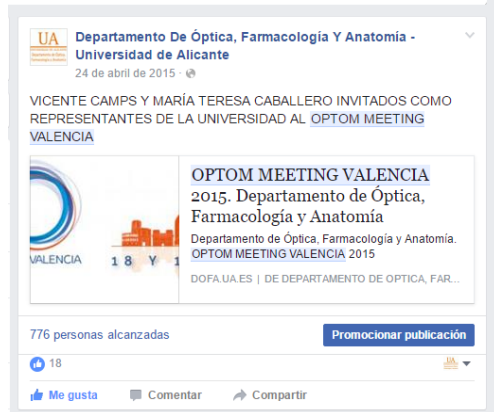 UA
Departamento De Óptica, Farmacología Y Anatomía -
Universidad de Alicante
24 de abril de 2015 ·
VICENTE CAMPS Y MARÍA TERESA CABALLERO INVITADOS COMO
REPRESENTANTES DE LA UNIVERSIDAD AL OPTOM MEETING
VALENCIA
VALENCIA
18 Y 1
OPTOM MEETING VALENCIA
2015. Departamento de Óptica,
Farmacología y Anatomía
Departamento de Óptica, Farmacología y Anatomía.
OPTOM MEETING VALENCIA 2015
DOFA.UA.ES | DE DEPARTAMENTO DE OPTICA, FAR...
776 personas alcanzadas
Promocionar publicación
18
UA
Me gusta Comentar Compartir